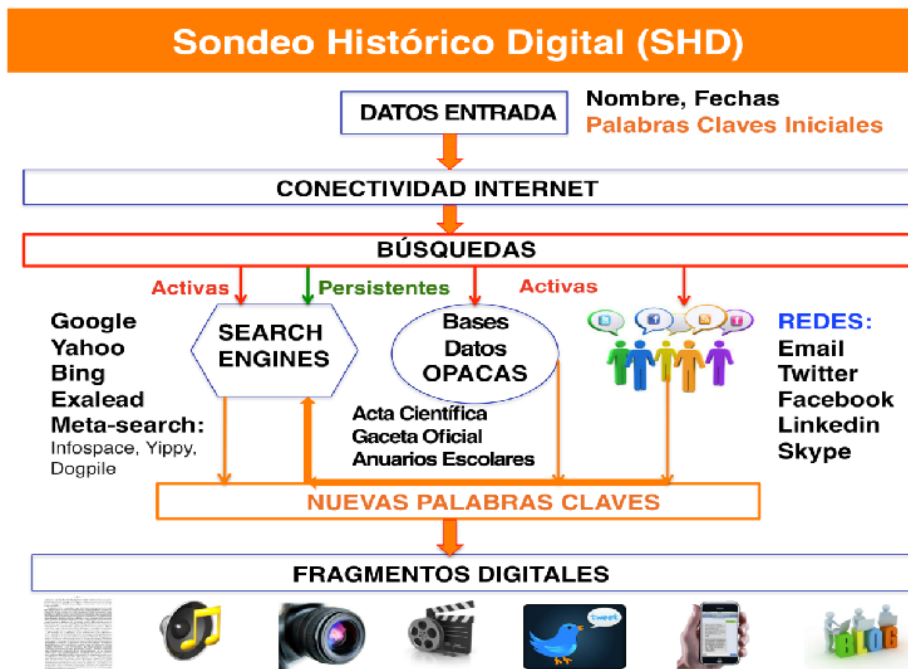 Sondeo Histórico Digital (SHD)
DATOS ENTRADA
Nombre, Fechas
Palabras Claves Iniciales
CONECTIVIDAD INTERNET
BÚSQUEDAS
Activas
Persistentes
Activas
Google
Yahoo
Bing
Exalead
Meta-search:
Infospace, Yippy,
Dogpile
SEARCH
ENGINES
Bases
Datos
OPACAS
Acta Científica
Gaceta Oficial
Anuarios Escolares
REDES:
Email
Twitter
Facebook
Linkedin
Skype
NUEVAS PALABRAS CLAVES
FRAGMENTOS DIGITALES
tweet
BLOG